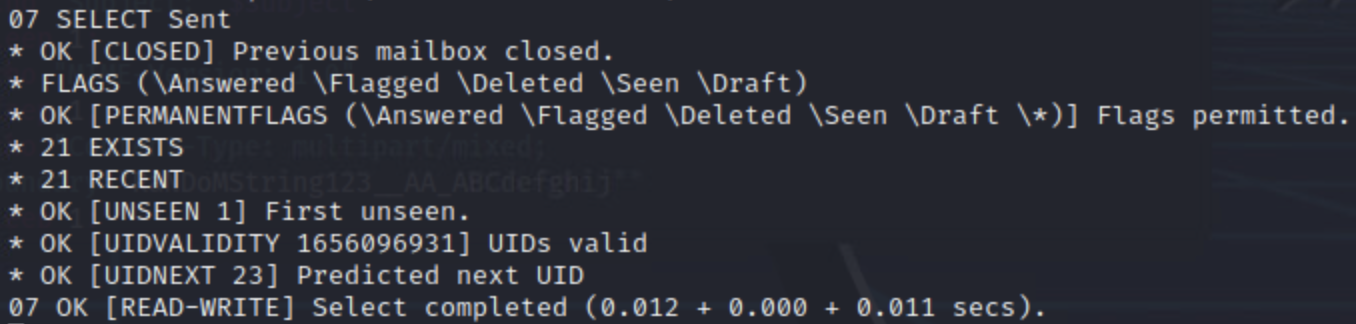 07 SELECT Sent
* OK [CLOSED] Previous mailbox closed.
* FLAGS (\Answered \Flagged \Deleted \Seen \Draft)
* OK [PERMANENTFLAGS (\Answered \Flagged \Deleted \Seen \Draft \*)] Flags permitted.
* 21 EXISTS
* 21 RECENT
* OK [UNSEEN 1] First unseen.
* OK [UIDVALIDITY 1656096931] UIDs valid
* OK [UIDNEXT 23] Predicted next UID
07 OK [READ-WRITE] Select completed (0.012 + 0.000 + 0.011 secs).